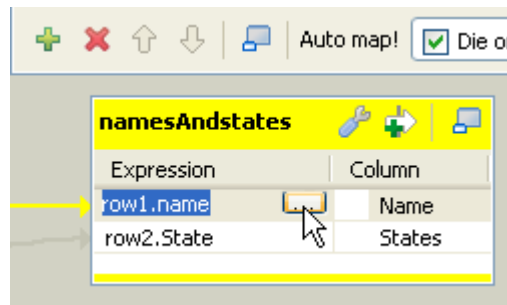 Auto map! Die o
namesAndstates
Expression Column
row1.name ... Name
row2.State States